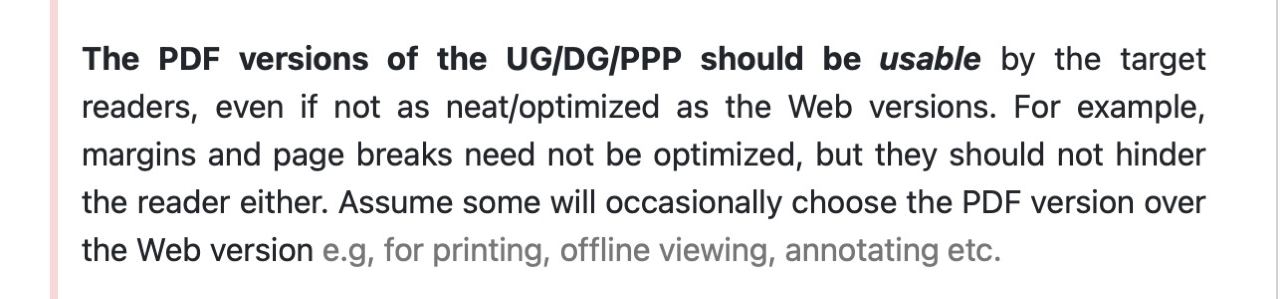 The PDF versions of the UG/DG/PPP should be usable by the target
readers, even if not as neat/optimized as the Web versions. For example,
margins and page breaks need not be optimized, but they should not hinder
the reader either. Assume some will occasionally choose the PDF version over
the Web version e.g, for printing, offline viewing, annotating etc.